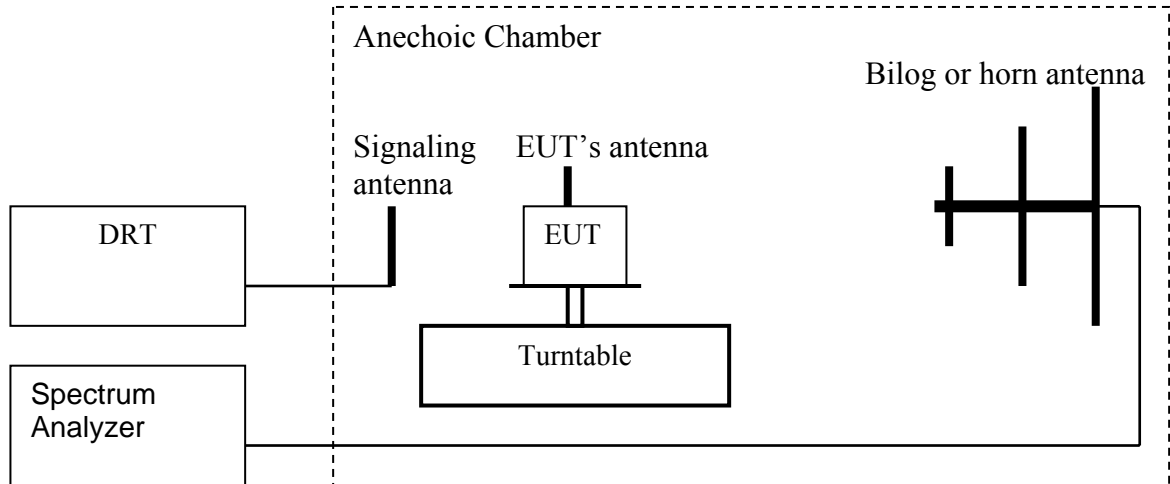 Anechoic Chamber
Bilog or horn antenna
Signaling
antenna
EUT’s antenna
DRT
EUT
Turntable
Spectrum
Analyzer